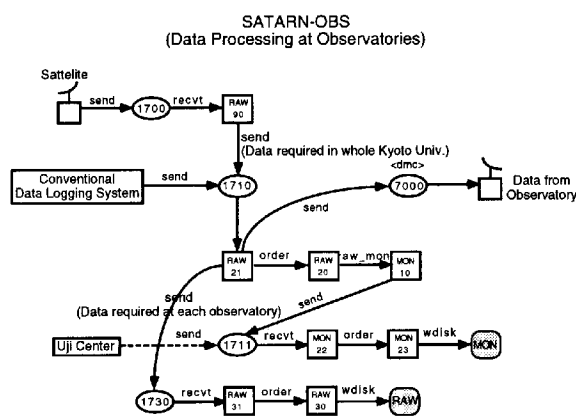 SATARN-OBS
(Data Processing at Observatories)
Sattelite
send
1700
recvt
RAW
90
send
(Data required in whole Kyoto Univ.)
<dmc>
Conventional
Data Logging System
send
1710
7000
Data from
Observatory
send
RAW
21
order
RAW
20
raw_mon
MON
10
send
(Data required at each observatory)
send
Uji Center
send
1711
recvt
MON
22
order
MON
23
wdisk
MON
1730
recvt
RAW
31
order
RAW
30
wdisk
RAW